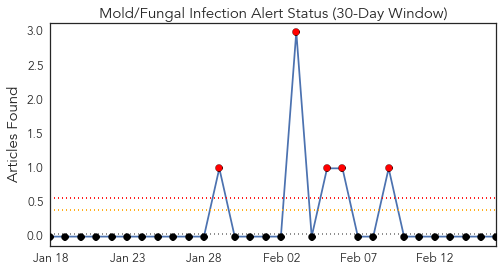 Mold/Fungal Infection Alert Status (30-Day Window)
Articles Found
3.0
2.5
2.0
1.5
1.0
0.5
0.0
Jan 18 Jan 23 Jan 28 Feb 02 Feb 07 Feb 12